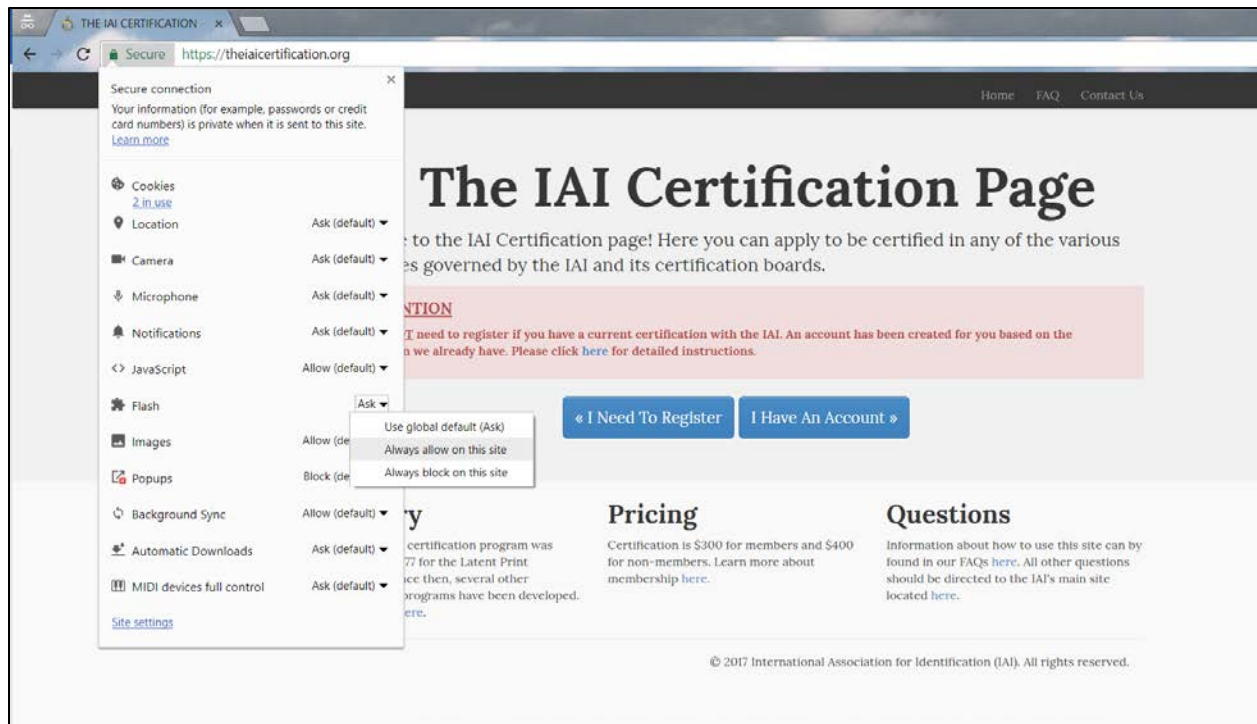 THE IAI CERTIFICATION
Secure https://theiaicertification.org
Home FAQ Contact Us
Secure connection
Your information (for example, passwords or credit
card numbers) is private when it is sent to this site.
Learn more
Cookies
2 in use
Location Ask (default)
Camera Ask (default)
Microphone Ask (default)
Notifications Ask (default)
JavaScript Allow (default)
Flash Ask
Use global default (Ask)
Always allow on this site
Always block on this site
Images Allow (de
Popups Block (de
Background Sync Allow (default)
Automatic Downloads Ask (default)
MIDI devices full control Ask (default)
Site settings
The IAI Certification Page
to the IAI Certification page! Here you can apply to be certified in any of the various
es governed by the IAI and its certification boards.
NTION
T need to register if you have a current certification with the IAI. An account has been created for you based on the
n we already have. Please click here for detailed instructions.
« I Need To Register
I Have An Account »
y
certification program was
77 for the Latent Print
ce then, several other
programs have been developed.
ere.
Pricing
Certification is $300 for members and $400
for non-members. Learn more about
membership here.
Questions
Information about how to use this site can by
found in our FAQs here. All other questions
should be directed to the IAI's main site
located here.
© 2017 International Association for Identification (IAI). All rights reserved.